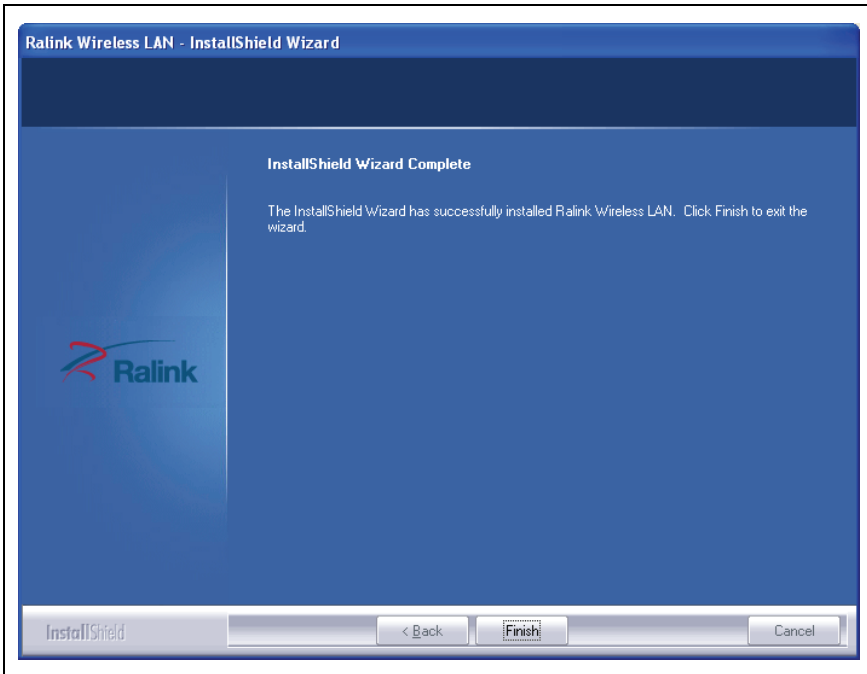 Ralink Wireless LAN - InstallShield Wizard
InstallShield Wizard Complete
The InstallShield Wizard has successfully installed Ralink Wireless LAN.  Click Finish to exit the
wizard.
Ralink
InstallShield
< Back
Finish
Cancel